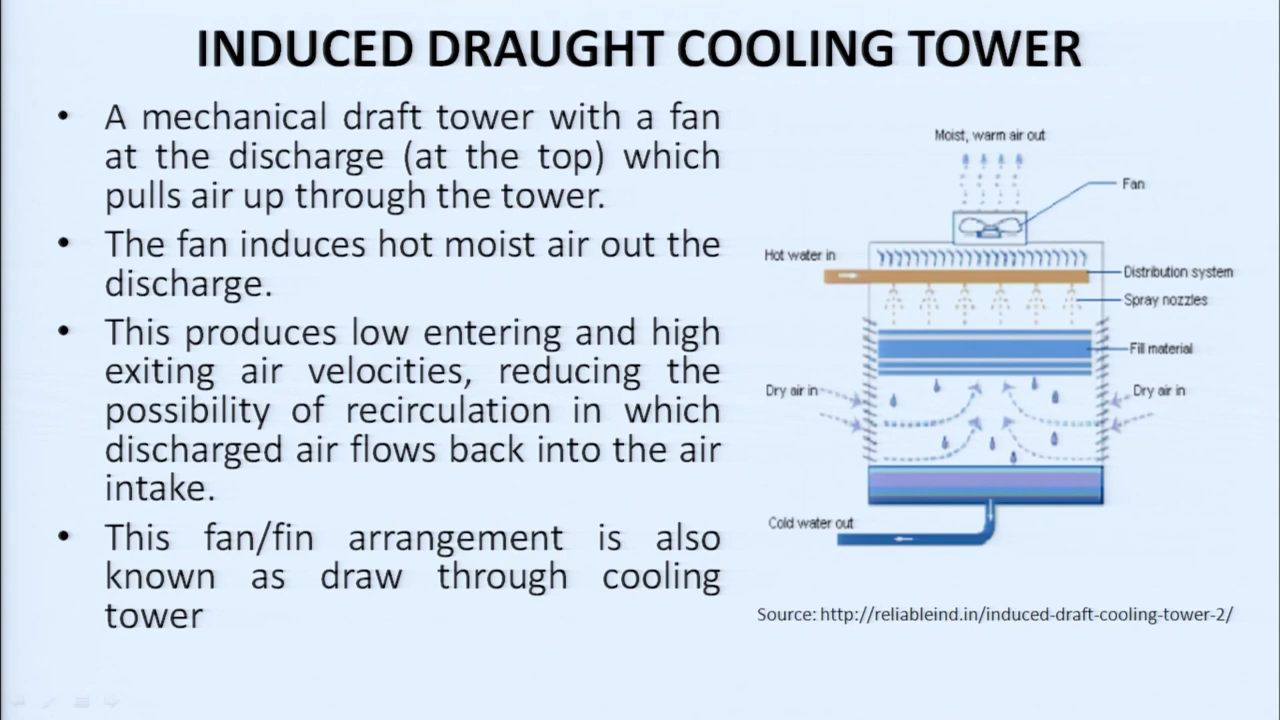 INDUCED DRAUGHT COOLING TOWER
• A mechanical draft tower with a fan
at the discharge (at the top) which
pulls air up through the tower.
• The fan induces hot moist air out the
discharge.
• This produces low entering and high
exiting air velocities, reducing the
possibility of recirculation in which
discharged air flows back into the air
intake.
• This fan/fin arrangement is also
known as draw through cooling
tower
Moist, warm air out
Fan
Hot water in
Distribution system
Spray nozzles
Fill material
Dry air in
Dry air in
Cold water out
Source: http://reliableind.in/induced-draft-cooling-tower-2/